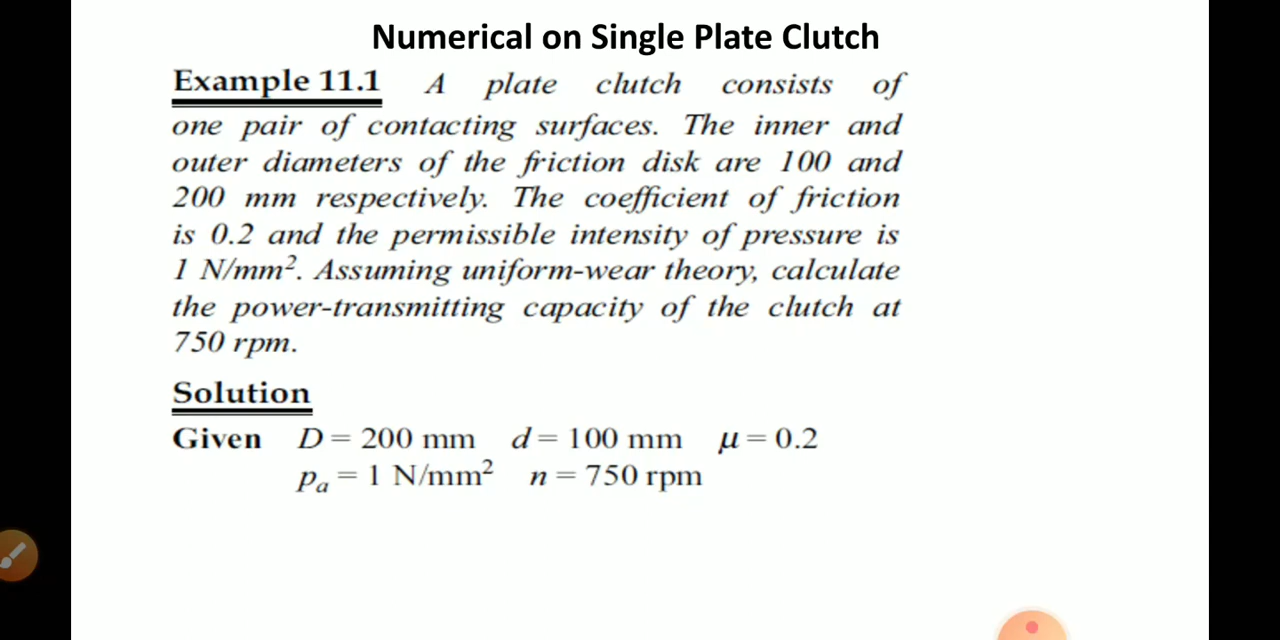 Numerical on Single Plate Clutch
Example 11.1 A plate clutch consists of
one pair of contacting surfaces. The inner and
outer diameters of the friction disk are 100 and
200 mm respectively. The coefficient of friction
is 0.2 and the permissible intensity of pressure is
1 N/mm². Assuming uniform-wear theory, calculate
the power-transmitting capacity of the clutch at
750 rpm.
Solution
Given D = 200 mm d = 100 mm μ = 0.2
pₐ = 1 N/mm² n = 750 rpm